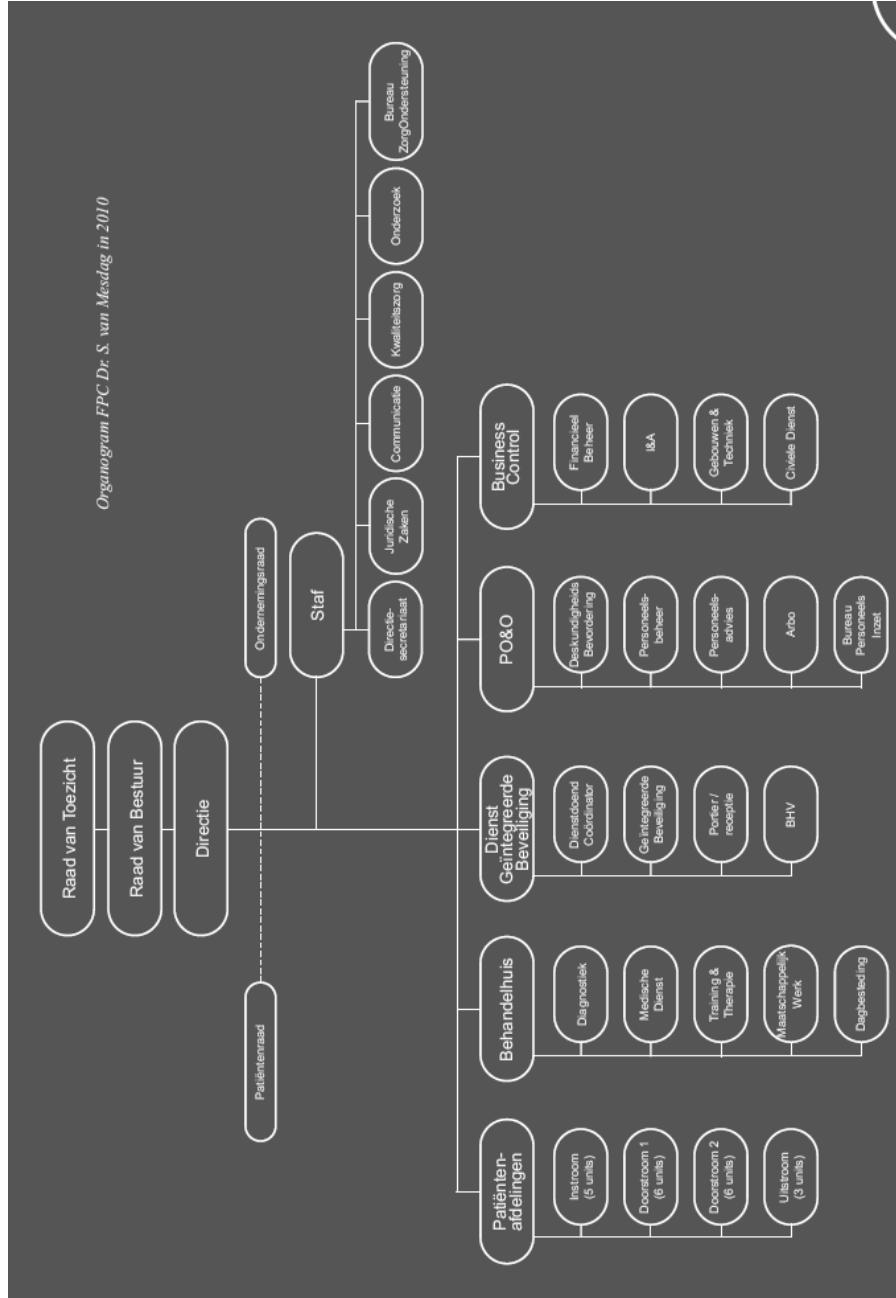 Organogram FPC Dr. S. van Mesdag in 2010
Raad van Toezicht
Raad van Bestuur
Directie
Patiëntenraad
Ondernemingsraad
Staf
Directie-
secretariaat
Juridische
Zaken
Communicatie
Kwaliteitszorg
Onderzoek
Bureau
ZorgOndersteuning
Patiënten-
afdelingen
Instroom
(5 units)
Doorstroom 1
(6 units)
Doorstroom 2
(6 units)
Uitstroom
(3 units)
Behandelhuis
Diagnostiek
Medische
Dienst
Training &
Therapie
Maatschappelijk
Werk
Dagbesteding
Dienst
Geïntegreerde
Beveiliging
Dienstdoend
Coördinator
Geïntegreerde
Beveiliging
Portier /
receptie
BHV
PO&O
Deskundigheids
Bevordering
Personeels-
beheer
Personeels-
advies
Arbo
Bureau
Personeels
Inzet
Business
Control
Financieel
Beheer
I&A
Gebouwen &
Techniek
Civiele Dienst